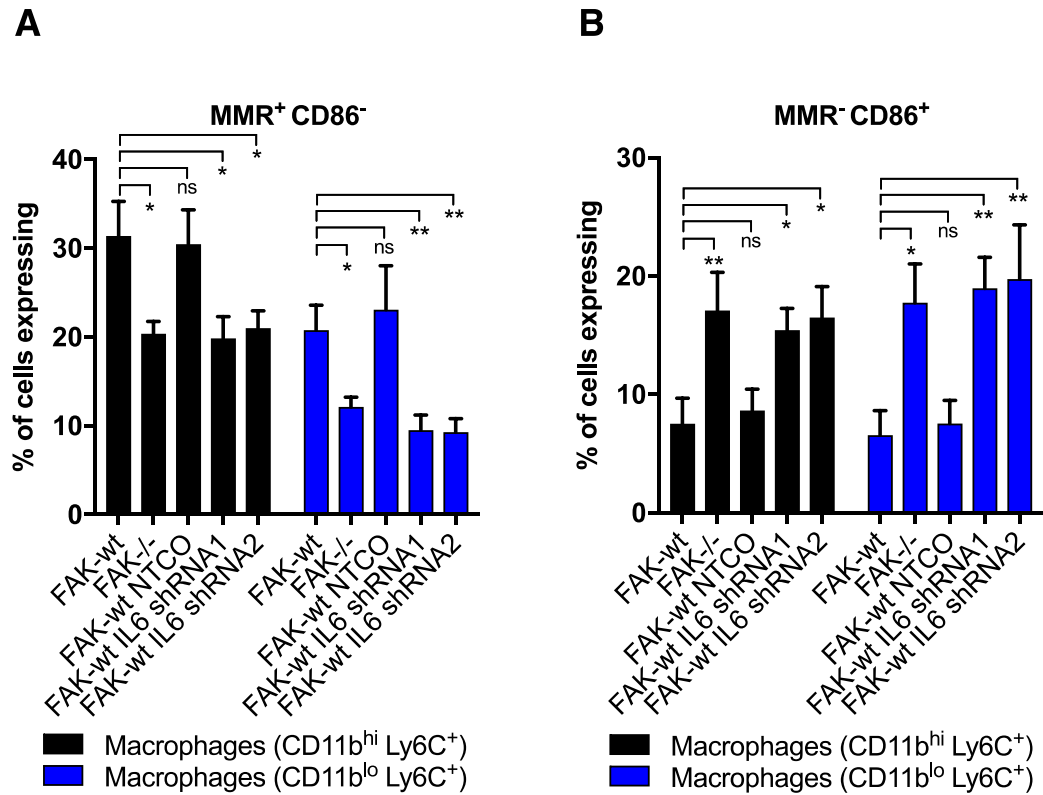 A
MMR+ CD86-
% of cells expressing
40
30
20
10
0
*
ns
*
*
*
ns
**
**
FAK-wt
FAK-/-
FAK-wt NTCO
FAK-wt IL6 shRNA1
FAK-wt IL6 shRNA2
FAK-wt
FAK-/-
FAK-wt NTCO
FAK-wt IL6 shRNA1
FAK-wt IL6 shRNA2
Macrophages (CD11bhi Ly6C+)
Macrophages (CD11blo Ly6C+)
B
MMR- CD86+
% of cells expressing
30
20
10
0
**
ns
*
*
*
ns
**
**
FAK-wt
FAK-/-
FAK-wt NTCO
FAK-wt IL6 shRNA1
FAK-wt IL6 shRNA2
FAK-wt
FAK-/-
FAK-wt NTCO
FAK-wt IL6 shRNA1
FAK-wt IL6 shRNA2
Macrophages (CD11bhi Ly6C+)
Macrophages (CD11blo Ly6C+)